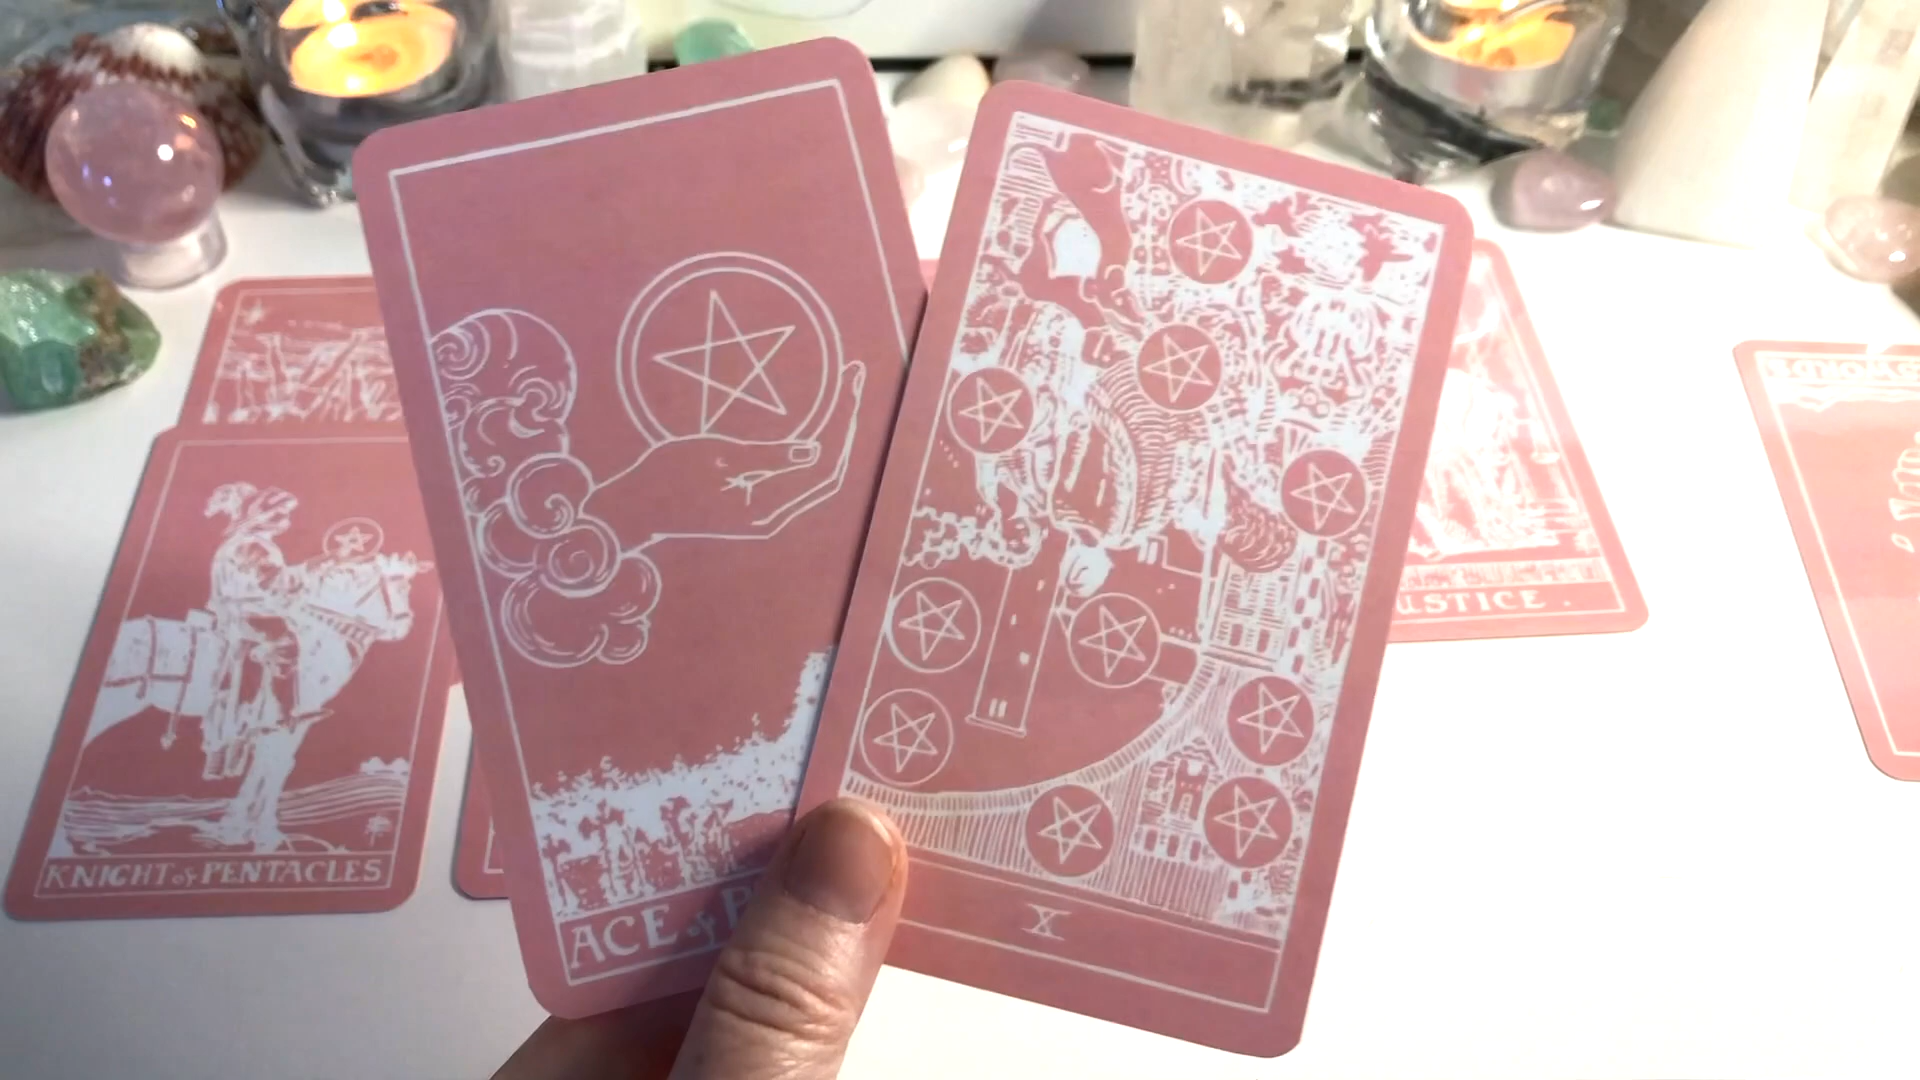 KNIGHT of PENTACLES
ACE of P
X
USTICE .